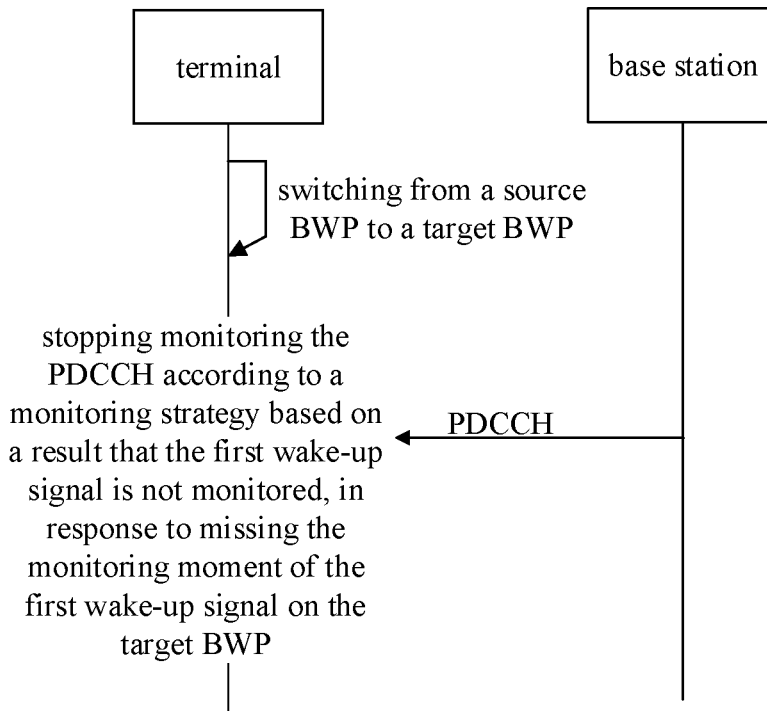 terminal
base station
switching from a source
BWP to a target BWP
stopping monitoring the
PDCCH according to a
monitoring strategy based on
a result that the first wake-up
signal is not monitored, in
response to missing the
monitoring moment of the
first wake-up signal on the
target BWP
PDCCH